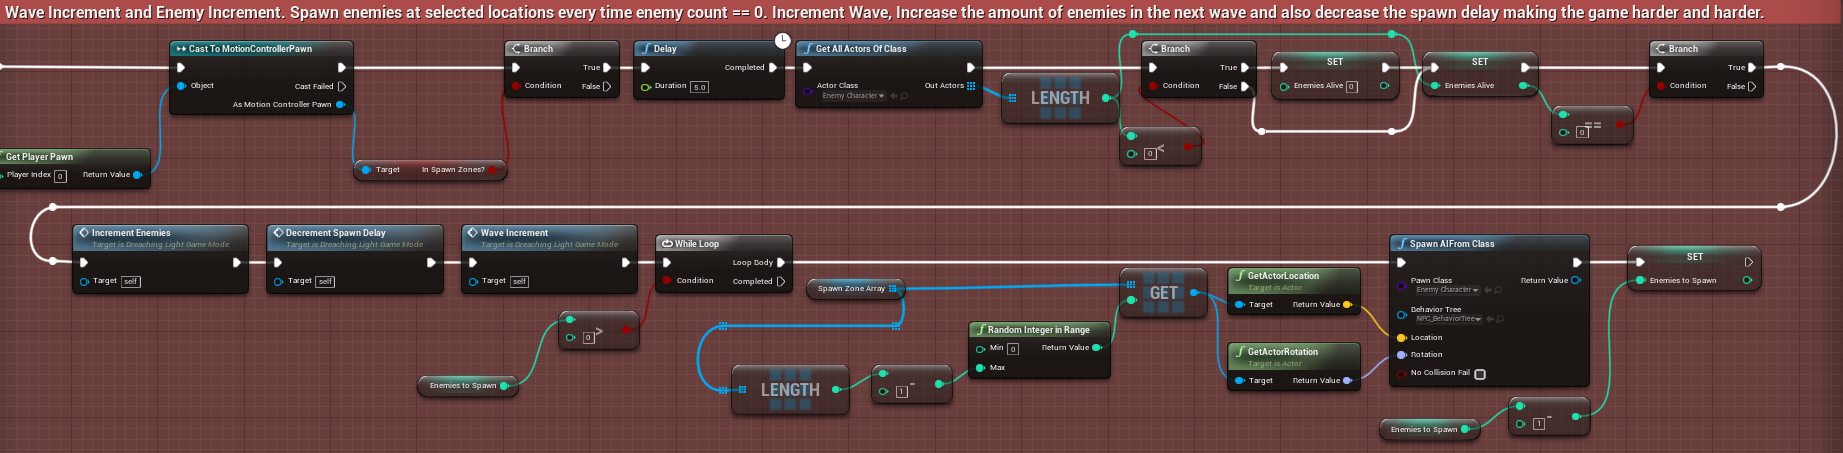 Wave Increment and Enemy Increment. Spawn enemies at selected locations every time enemy count == 0. Increment Wave, Increase the amount of enemies in the next wave and also decrease the spawn delay making the game harder and harder.
Cast To MotionControllerPawn
Object
Cast Failed
As Motion Controller Pawn
Get Player Pawn
Player Index 0
Return Value
Target
In Spawn Zones?
Branch
Condition
True
False
Delay
Duration 5.0
Completed
Get All Actors Of Class
Actor Class
Enemy Character
Out Actors
LENGTH
0 <
Branch
Condition
True
False
SET
Enemies Alive 0
SET
Enemies Alive
0 ==
Branch
Condition
True
False
Increment Enemies
Target is Breaching Light Game Mode
Target self
Decrement Spawn Delay
Target is Breaching Light Game Mode
Target self
Wave Increment
Target is Breaching Light Game Mode
Target self
While Loop
Loop Body
Condition
Completed
0 >
Enemies to Spawn
Spawn Zone Array
LENGTH
1 -
Random Integer in Range
Min 0
Return Value
Max
GET
GetActorLocation
Target is Actor
Target
Return Value
GetActorRotation
Target is Actor
Target
Return Value
Spawn AIFrom Class
Pawn Class
Enemy Character
Return Value
Behavior Tree
NPC_BehaviorTree
Location
Rotation
No Collision Fail
SET
Enemies to Spawn
Enemies to Spawn
1 -